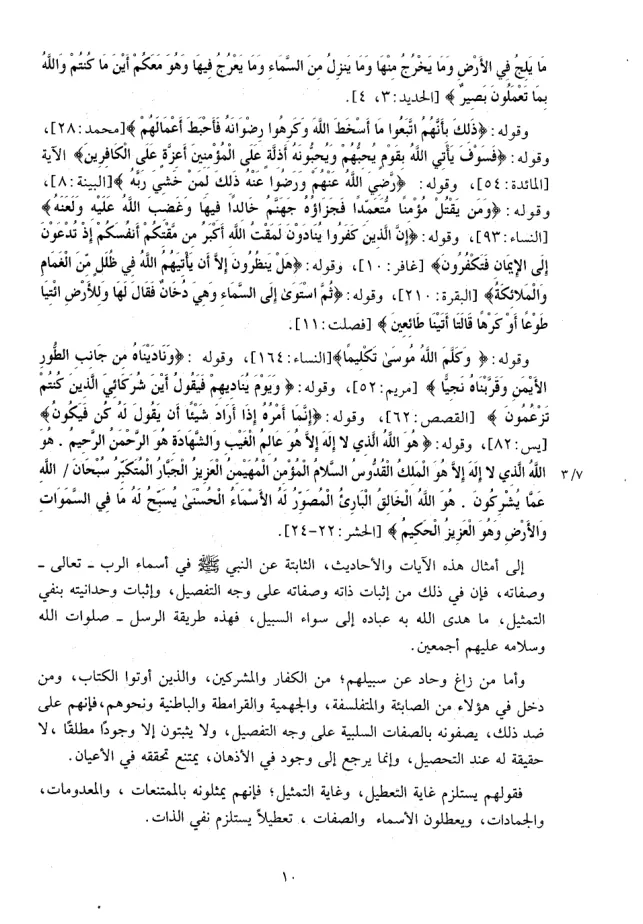 مَا يَلِجُ فِي الأَرْضِ وَمَا يَخْرُجُ مِنْهَا وَمَا يَنزِلُ مِنَ السَّمَاءِ وَمَا يَعْرُجُ فِيهَا وَهُوَ مَعَكُمْ أَيْنَ مَا كُنتُمْ وَاللَّهُ
بِمَا تَعْمَلُونَ بَصِيرٌ ﴾ [الحديد:٣، ٤].
وقوله: ﴿ذَلِكَ بِأَنَّهُمُ اتَّبَعُوا مَا أَسْخَطَ اللَّهَ وَكَرِهُوا رِضْوَانَهُ فَأَحْبَطَ أَعْمَالَهُمْ ﴾[محمد:٢٨]،
وقوله: ﴿فَسَوْفَ يَأْتِي اللَّهُ بِقَوْمٍ يُحِبُّهُمْ وَيُحِبُّونَهُ أَذِلَّةٍ عَلَى الْمُؤْمِنِينَ أَعِزَّةٍ عَلَى الْكَافِرِينَ﴾ الآية
[المائدة:٥٤]، وقوله: ﴿رَّضِيَ اللَّهُ عَنْهُمْ وَرَضُوا عَنْهُ ذَلِكَ لِمَنْ خَشِيَ رَبَّهُ ﴾[البينة:٨]،
وقوله: ﴿وَمَن يَقْتُلْ مُؤْمِنًا مُّتَعَمِّدًا فَجَزَاؤُهُ جَهَنَّمُ خَالِدًا فِيهَا وَغَضِبَ اللَّهُ عَلَيْهِ وَلَعَنَهُ﴾
[النساء:٩٣]، وقوله: ﴿إِنَّ الَّذِينَ كَفَرُوا يُنَادَوْنَ لَمَقْتُ اللَّهِ أَكْبَرُ مِن مَّقْتِكُمْ أَنفُسَكُمْ إِذْ تُدْعَوْنَ
إِلَى الإِيمَانِ فَتَكْفُرُونَ﴾ [غافر:١٠]، وقوله: ﴿هَلْ يَنظُرُونَ إِلاَّ أَن يَأْتِيَهُمُ اللَّهُ فِي ظُلَلٍ مِّنَ الْغَمَامِ
وَالْمَلائِكَةُ﴾ [البقرة:٢١٠]، وقوله: ﴿ثُمَّ اسْتَوَىٰ إِلَى السَّمَاءِ وَهِيَ دُخَانٌ فَقَالَ لَهَا وَلِلأَرْضِ ائْتِيَا
طَوْعًا أَوْ كَرْهًا قَالَتَا أَتَيْنَا طَائِعِينَ ﴾ [فصلت:١١].
وقوله: ﴿ وَكَلَّمَ اللَّهُ مُوسَىٰ تَكْلِيمًا﴾[النساء:١٦٤]، وقوله : ﴿وَنَادَيْنَاهُ مِن جَانِبِ الطُّورِ
الأَيْمَنِ وَقَرَّبْنَاهُ نَجِيًّا ﴾ [مريم:٥٢]، وقوله: ﴿ وَيَوْمَ يُنَادِيهِمْ فَيَقُولُ أَيْنَ شُرَكَائِيَ الَّذِينَ كُنتُمْ
تَزْعُمُونَ ﴾ [القصص:٦٢]، وقوله: ﴿إِنَّمَا أَمْرُهُ إِذَا أَرَادَ شَيْئًا أَن يَقُولَ لَهُ كُن فَيَكُونُ﴾
[يس:٨٢]، وقوله: ﴿ هُوَ اللَّهُ الَّذِي لا إِلَهَ إِلاَّ هُوَ عَالِمُ الْغَيْبِ وَالشَّهَادَةِ هُوَ الرَّحْمَنُ الرَّحِيمُ . هُوَ
اللَّهُ الَّذِي لا إِلَهَ إِلاَّ هُوَ الْمَلِكُ الْقُدُّوسُ السَّلامُ الْمُؤْمِنُ الْمُهَيْمِنُ الْعَزِيزُ الْجَبَّارُ الْمُتَكَبِّرُ سُبْحَانَ / اللَّهِ ٣/٧
عَمَّا يُشْرِكُونَ . هُوَ اللَّهُ الْخَالِقُ الْبَارِئُ الْمُصَوِّرُ لَهُ الأَسْمَاءُ الْحُسْنَىٰ يُسَبِّحُ لَهُ مَا فِي السَّمَوَاتِ
وَالأَرْضِ وَهُوَ الْعَزِيزُ الْحَكِيمُ ﴾ [الحشر:٢٢-٢٤].
إلى أمثال هذه الآيات والأحاديث، الثابتة عن النبي ﷺ في أسماء الرب ـ تعالى ـ
وصفاته، فإن في ذلك من إثبات ذاته وصفاته على وجه التفصيل، وإثبات وحدانيته بنفي
التمثيل، ما هدى الله به عباده إلى سواء السبيل، فهذه طريقة الرسل ـ صلوات الله
وسلامه عليهم أجمعين.
وأما من زاغ وحاد عن سبيلهم؛ من الكفار والمشركين، والذين أوتوا الكتاب، ومن
دخل في هؤلاء من الصابئة والمتفلسفة، والجهمية والقرامطة والباطنية ونحوهم،فإنهم على
ضد ذلك، يصفونه بالصفات السلبية على وجه التفصيل، ولا يثبتون إلا وجودًا مطلقًا ،لا
حقيقة له عند التحصيل، وإنما يرجع إلى وجود في الأذهان، يمتنع تحققه في الأعيان.
فقولهم يستلزم غاية التعطيل، وغاية التمثيل؛ فإنهم يمثلونه بالممتنعات ، والمعدومات،
والجمادات، ويعطلون الأسماء والصفات ، تعطيلاً يستلزم نفي الذات.
١٠